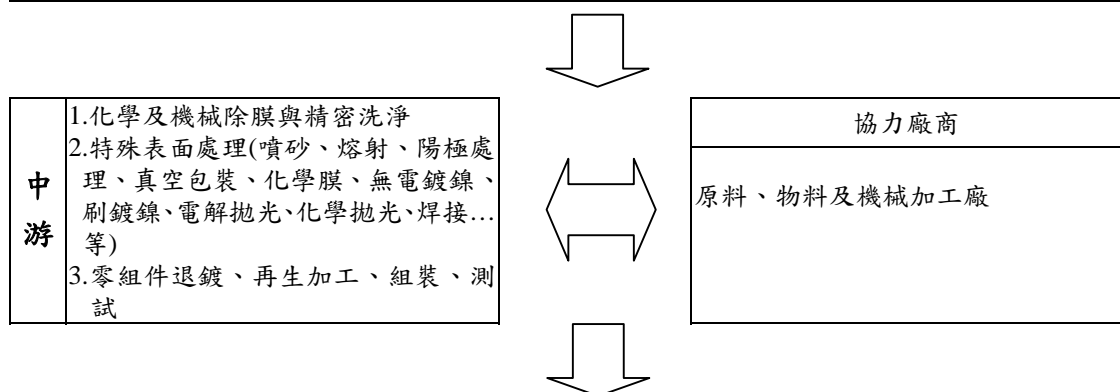 中
游
1.化學及機械除膜與精密洗淨
2.特殊表面處理(噴砂、熔射、陽極處
理、真空包裝、化學膜、無電鍍鎳、
刷鍍鎳、電解拋光、化學拋光、焊接…
等)
3.零組件退鍍、再生加工、組裝、測
試
協力廠商
原料、物料及機械加工廠